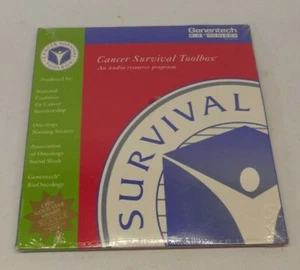 Genentech
BIOONCOLOGY
Cancer Survival Toolbox
An audio resource program
Produced by:
National
Coalition
for Cancer
Survivorship
Oncology
Nursing Society
Association
of Oncology
Social Work
Genentech
BioOncology
SURVIVAL